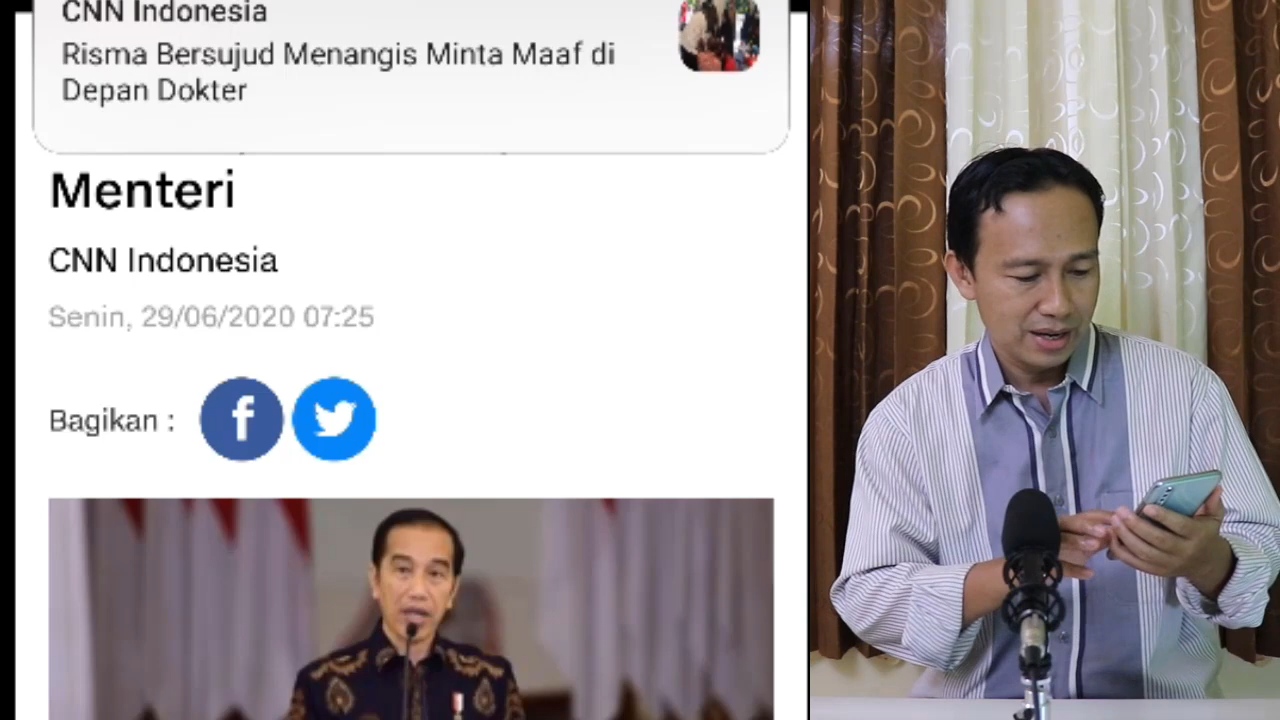 CNN Indonesia
Risma Bersujud Menangis Minta Maaf di
Depan Dokter
Menteri
CNN Indonesia
Senin, 29/06/2020 07:25
Bagikan :